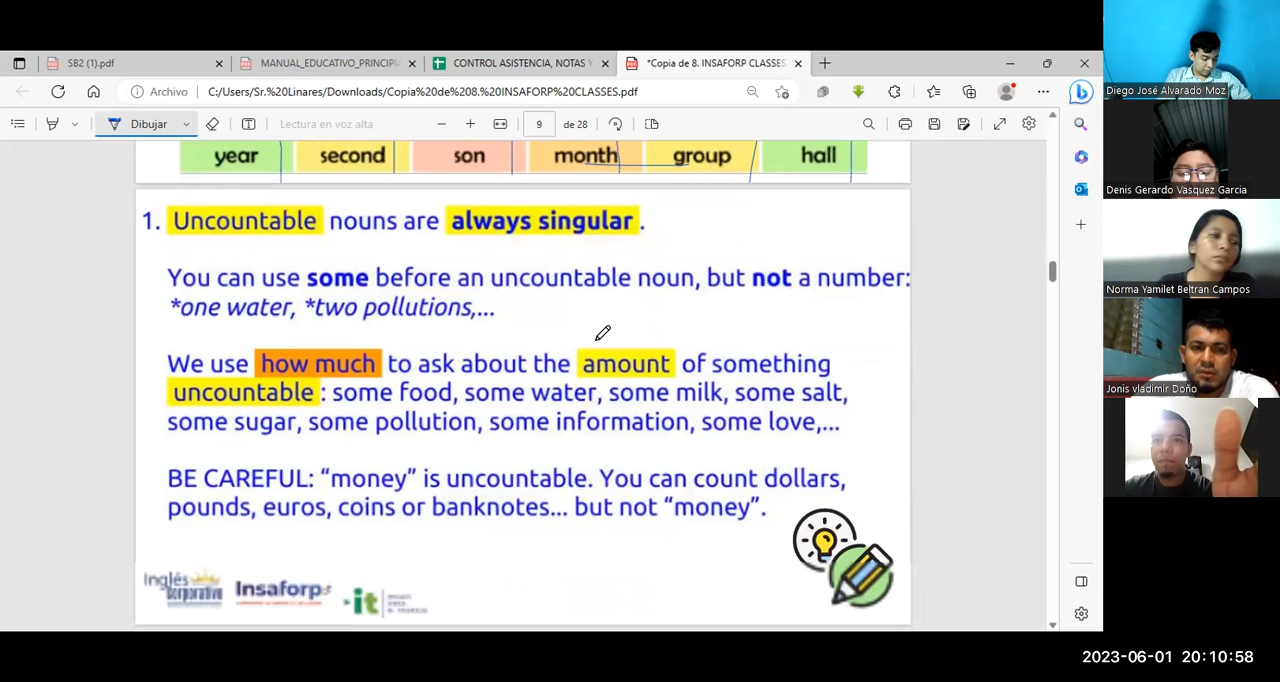 SB2 (1).pdf
MANUAL_EDUCATIVO_PRINCIPIA
CONTROL ASISTENCIA, NOTAS Y
*Copia de 8. INSAFORP CLASSES
Archivo
C:/Users/Sr.%20Linares/Downloads/Copia%20de%208.%20INSAFORP%20CLASSES.pdf
Dibujar
Lectura en voz alta
9 de 28
year second son month group hall
1. Uncountable nouns are always singular.
You can use some before an uncountable noun, but not a number:
*one water, *two pollutions,...
We use how much to ask about the amount of something
uncountable: some food, some water, some milk, some salt,
some sugar, some pollution, some information, some love,...
BE CAREFUL: “money” is uncountable. You can count dollars,
pounds, euros, coins or banknotes... but not “money”.
Inglés
Corporativo
Insaforp
it
Diego José Alvarado Moz
Denis Gerardo Vasquez Garcia
Norma Yamilet Beltran Campos
Jonis vladimir Doño
2023-06-01 20:10:58